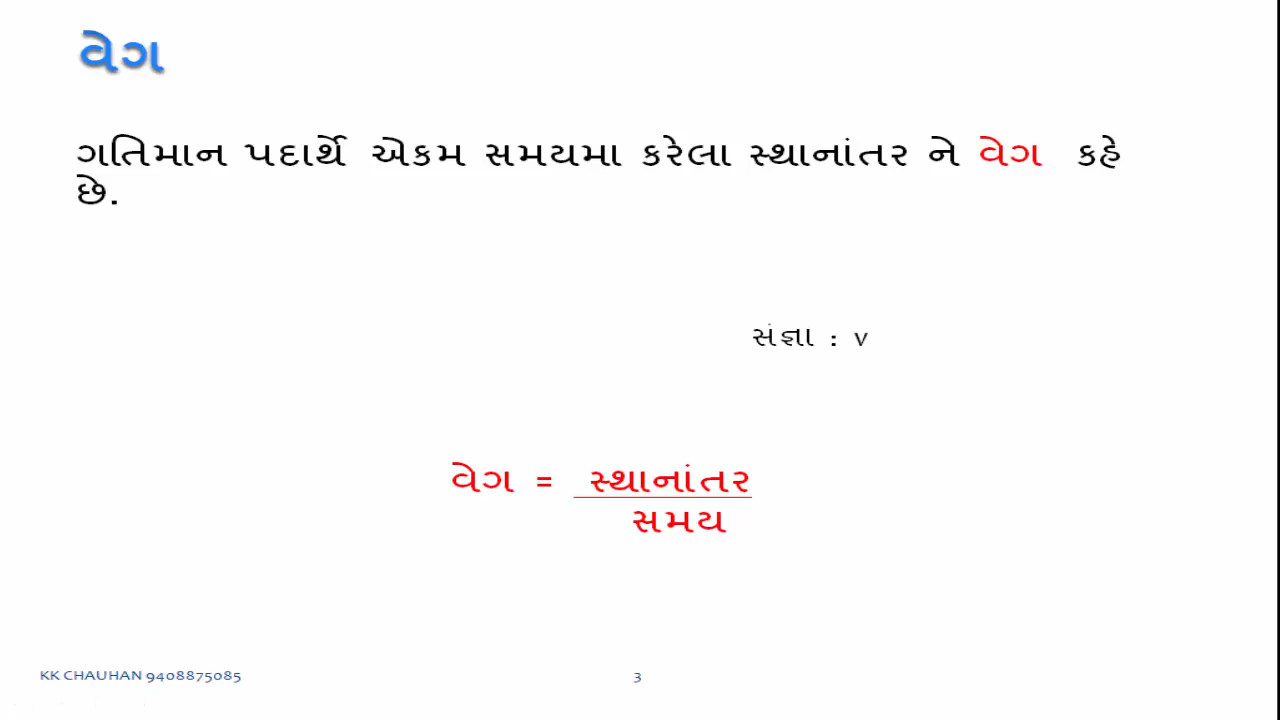 વેગ
ગતિમાન પદાર્થે એકમ સમયમા કરેલા સ્થાનાંતર ને વેગ કહે
છે.
સંજ્ઞા : v
વેગ = સ્થાનાંતર
સમય
KK CHAUHAN 9408875085
3